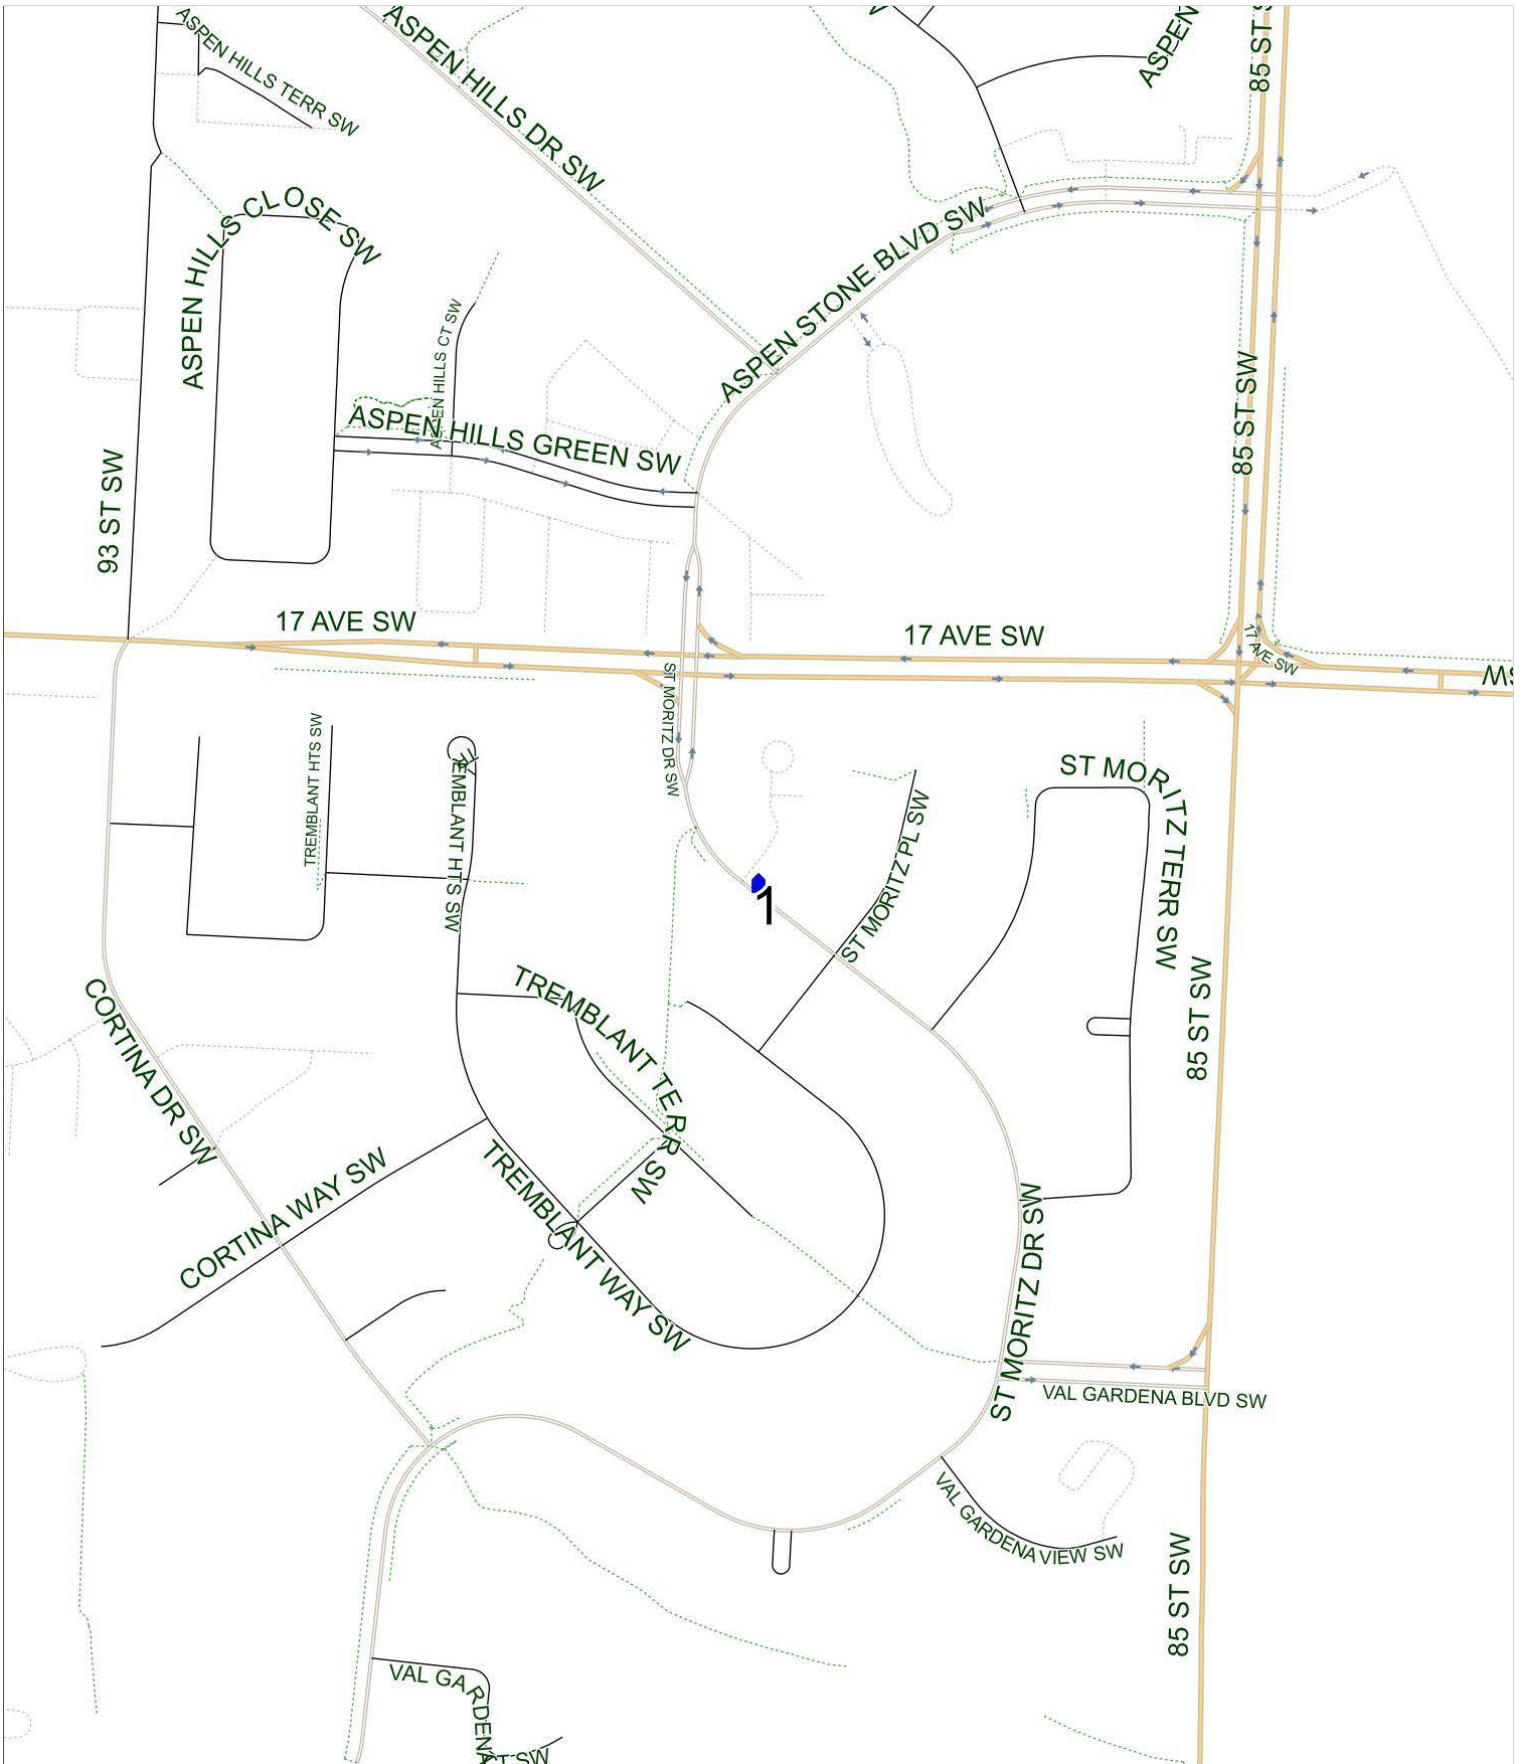 ASPEN HILLS TERR SW
ASPEN HILLS DR SW
ASPEN
85 ST S
ASPEN HILLS CLOSE SW
ASPEN STONE BLVD SW
ASPEN HILLS CT SW
ASPEN HILLS GREEN SW
85 ST SW
93 ST SW
17 AVE SW
17 AVE SW
17 AVE SW
SW
ST MORITZ DR SW
TREMBLANT HTS SW
TREMBLANT HTS SW
ST MORITZ PL SW
ST MORITZ TERR SW
1
85 ST SW
CORTINA DR SW
TREMBLANT TERR SW
CORTINA WAY SW
TREMBLANT WAY SW
ST MORITZ DR SW
VAL GARDENA BLVD SW
VAL GARDENA VIEW SW
85 ST SW
VAL GARDENA CT SW